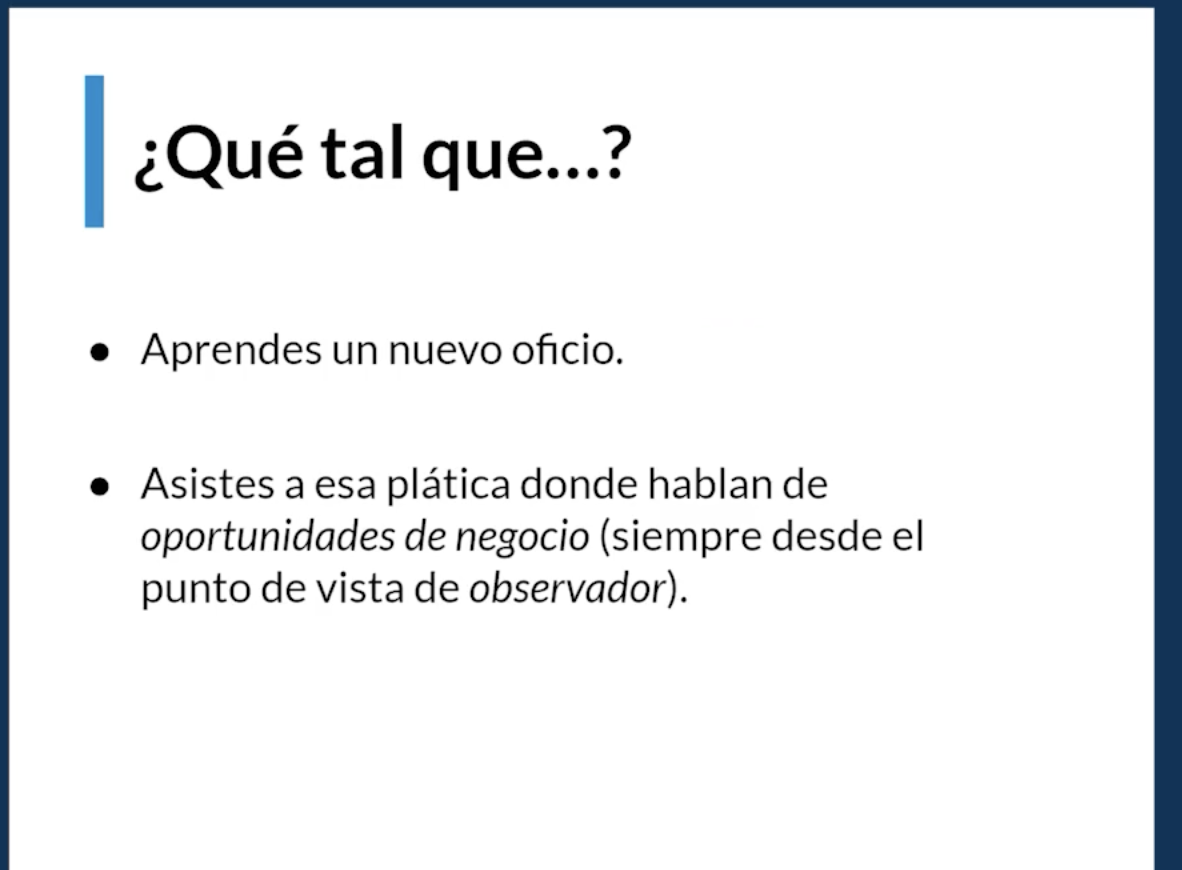 ¿Qué tal que...?
● Aprendes un nuevo oficio.
● Asistes a esa plática donde hablan de
oportunidades de negocio (siempre desde el
punto de vista de observador).